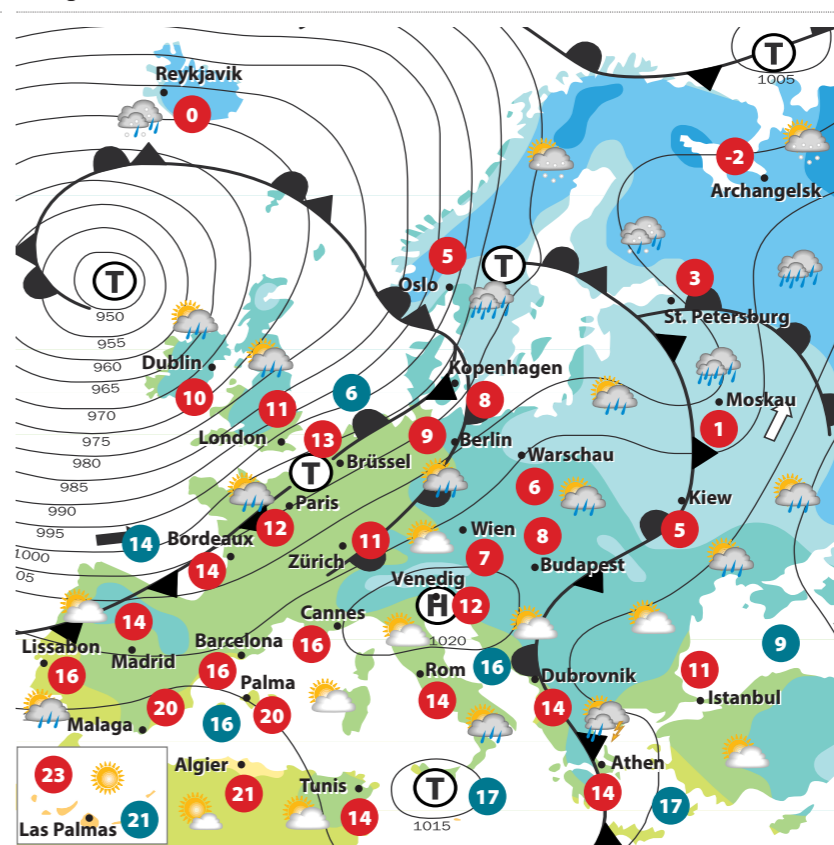 T
1005
Reykjavik
0
-2
Archangelsk
5
T
Oslo
3
St. Petersburg
T
950
955
960
965
970
975
980
985
990
995
1000
05
Dublin
10
11
6
Kopenhagen
8
Moskau
1
London
13
9
Berlin
T
Brüssel
Warschau
6
Paris
12
Kiew
5
14
Bordeaux
14
Zürich
11
Wien
7
8
Budapest
Venedig
H
12
1020
Cannes
16
14
Madrid
Lissabon
16
Barcelona
16
Palma
20
16
Rom
14
16
Dubrovnik
14
9
11
Istanbul
Malaga
20
Algier
21
Tunis
14
T
1015
17
Athen
14
17
23
Las Palmas
21